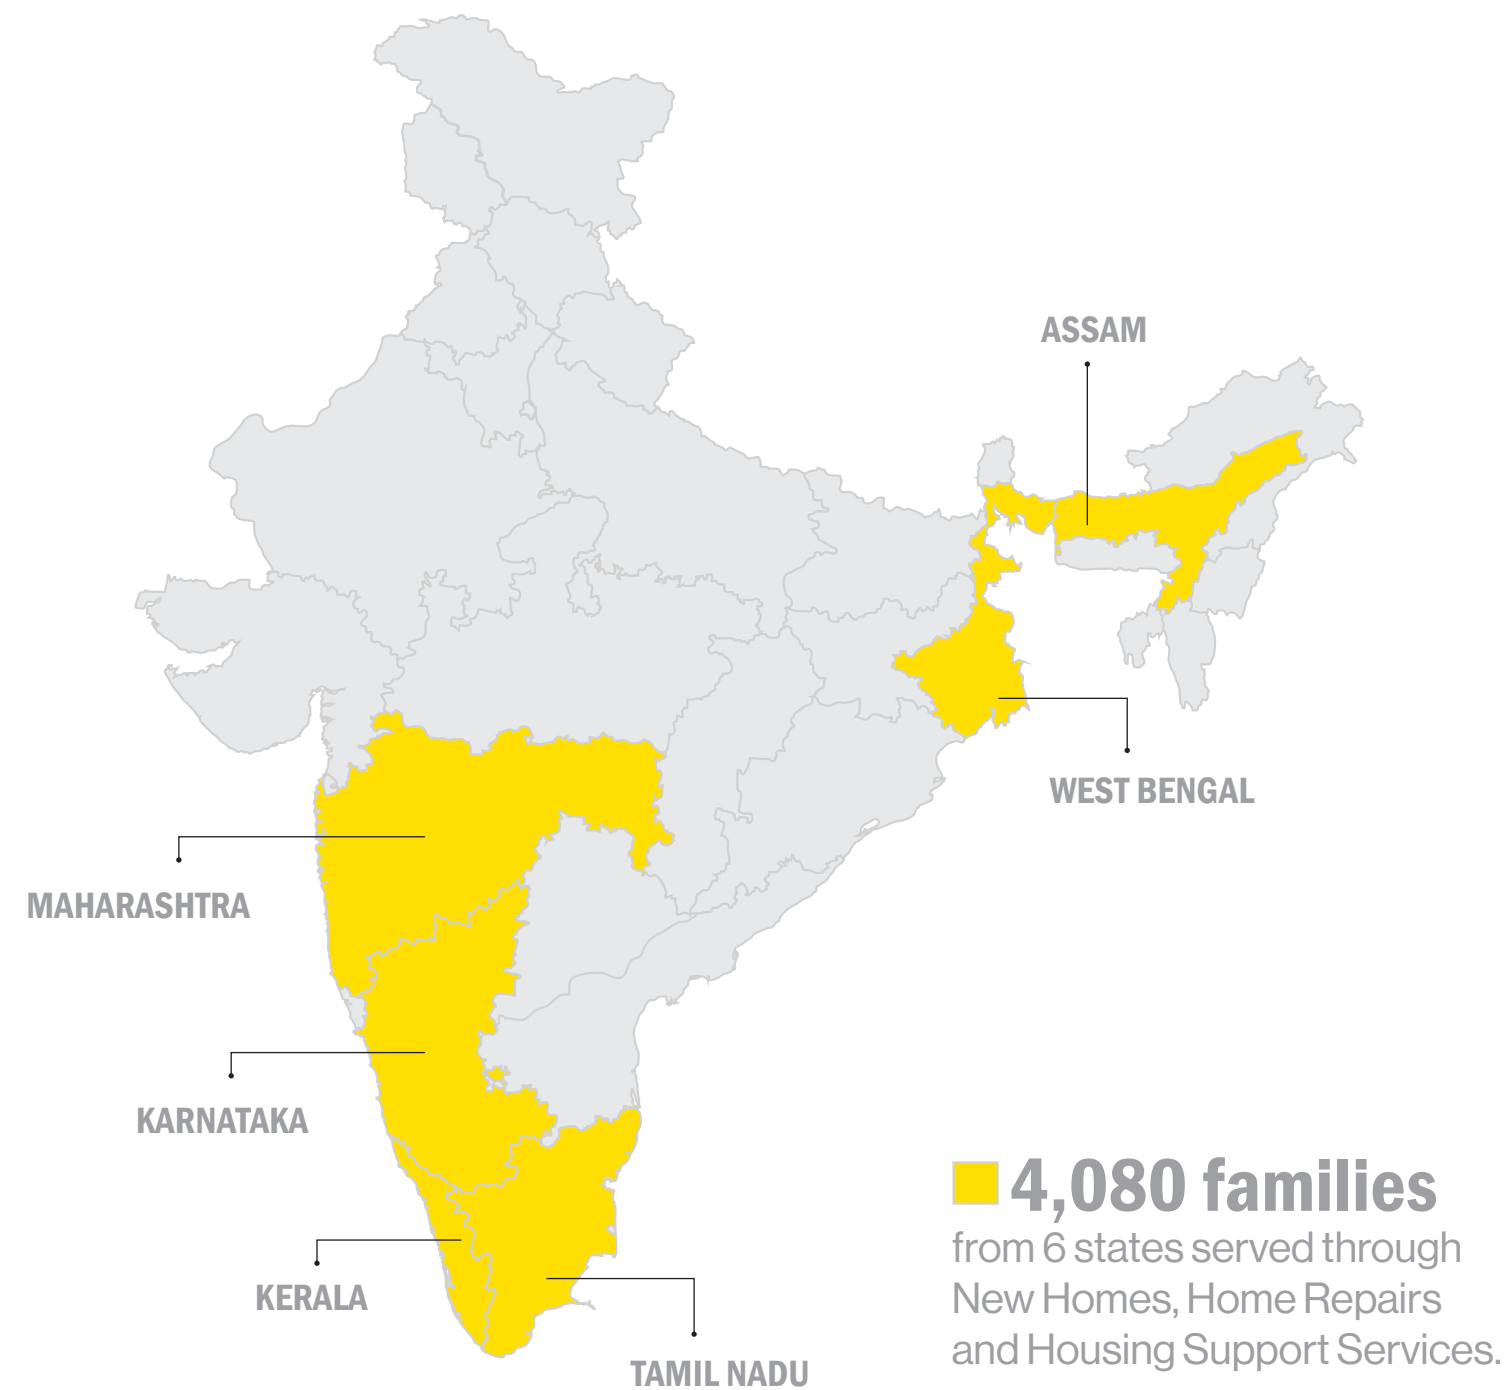 ASSAM
WEST BENGAL
MAHARASHTRA
KARNATAKA
KERALA
TAMIL NADU
4,080 families
from 6 states served through
New Homes, Home Repairs
and Housing Support Services.